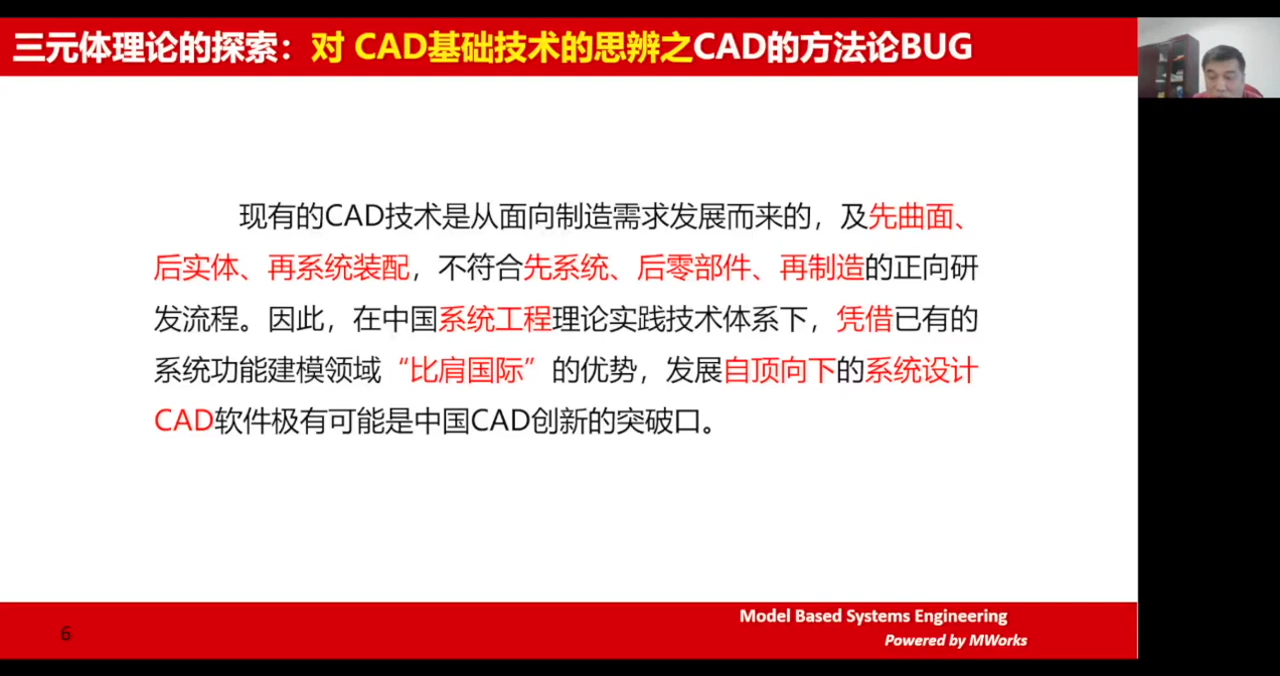 三元体理论的探索：对 CAD基础技术的思辨之CAD的方法论BUG
现有的CAD技术是从面向制造需求发展而来的，及先曲面、
后实体、再系统装配，不符合先系统、后零部件、再制造的正向研
发流程。因此，在中国系统工程理论实践技术体系下，凭借已有的
系统功能建模领域“比肩国际”的优势，发展自顶向下的系统设计
CAD软件极有可能是中国CAD创新的突破口。
Model Based Systems Engineering
Powered by MWorks
6